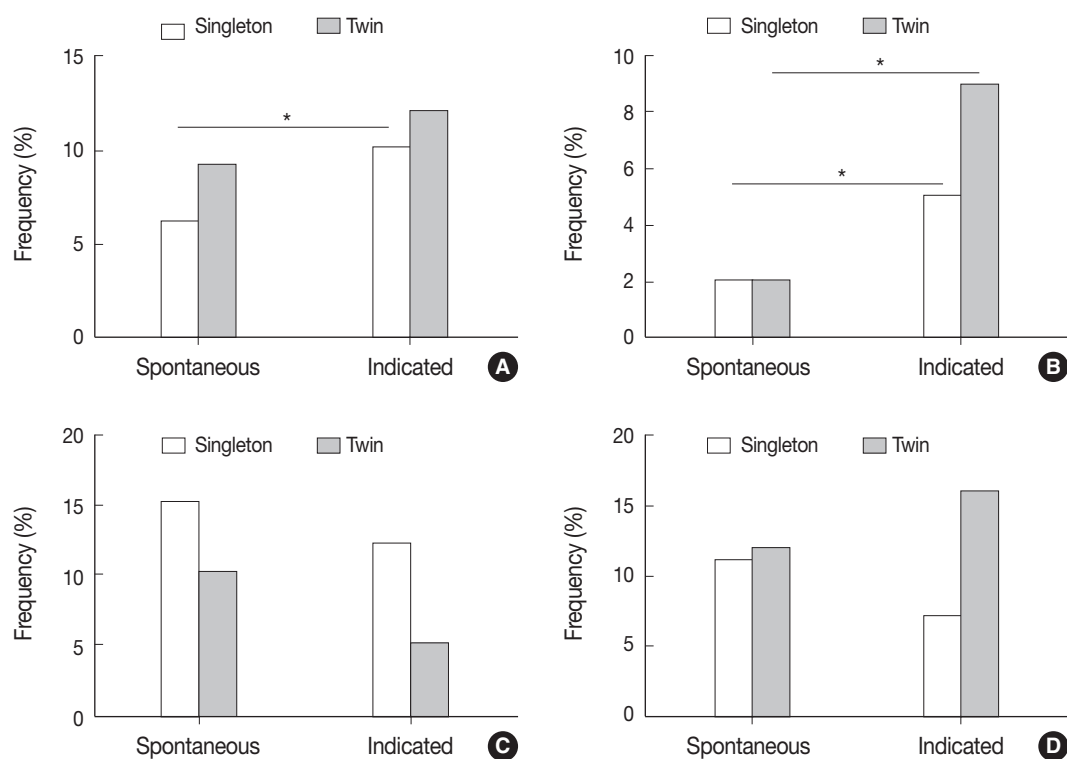 Singleton Twin
15
10
5
0
Frequency (%)
*
Spontaneous Indicated A
Singleton Twin
10
8
6
4
2
0
Frequency (%)
*
*
Spontaneous Indicated B
Singleton Twin
20
15
10
5
0
Frequency (%)
Spontaneous Indicated C
Singleton Twin
20
15
10
5
0
Frequency (%)
Spontaneous Indicated D